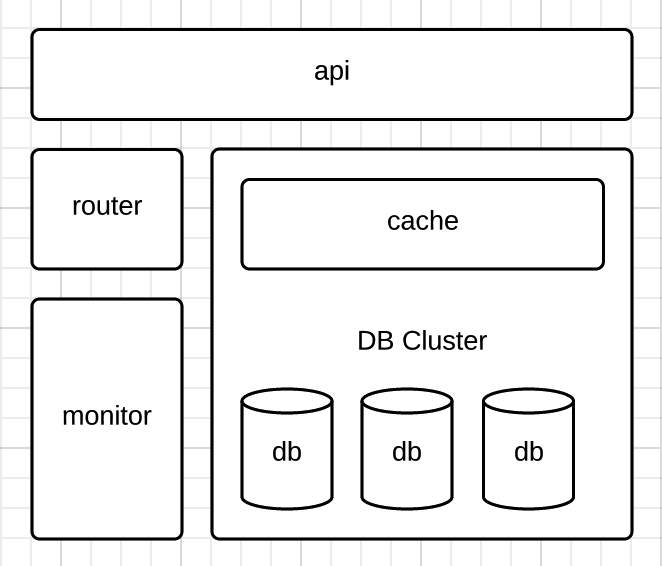 api
router
cache
DB Cluster
monitor
db
db
db